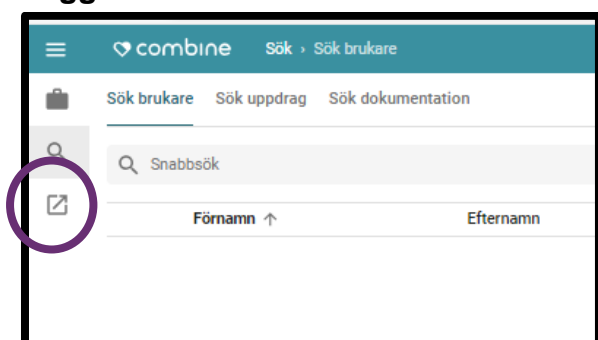 combine Sök › Sök brukare
Sök brukare Sök uppdrag Sök dokumentation
Snabbsök
Förnamn ↑ Efternamn